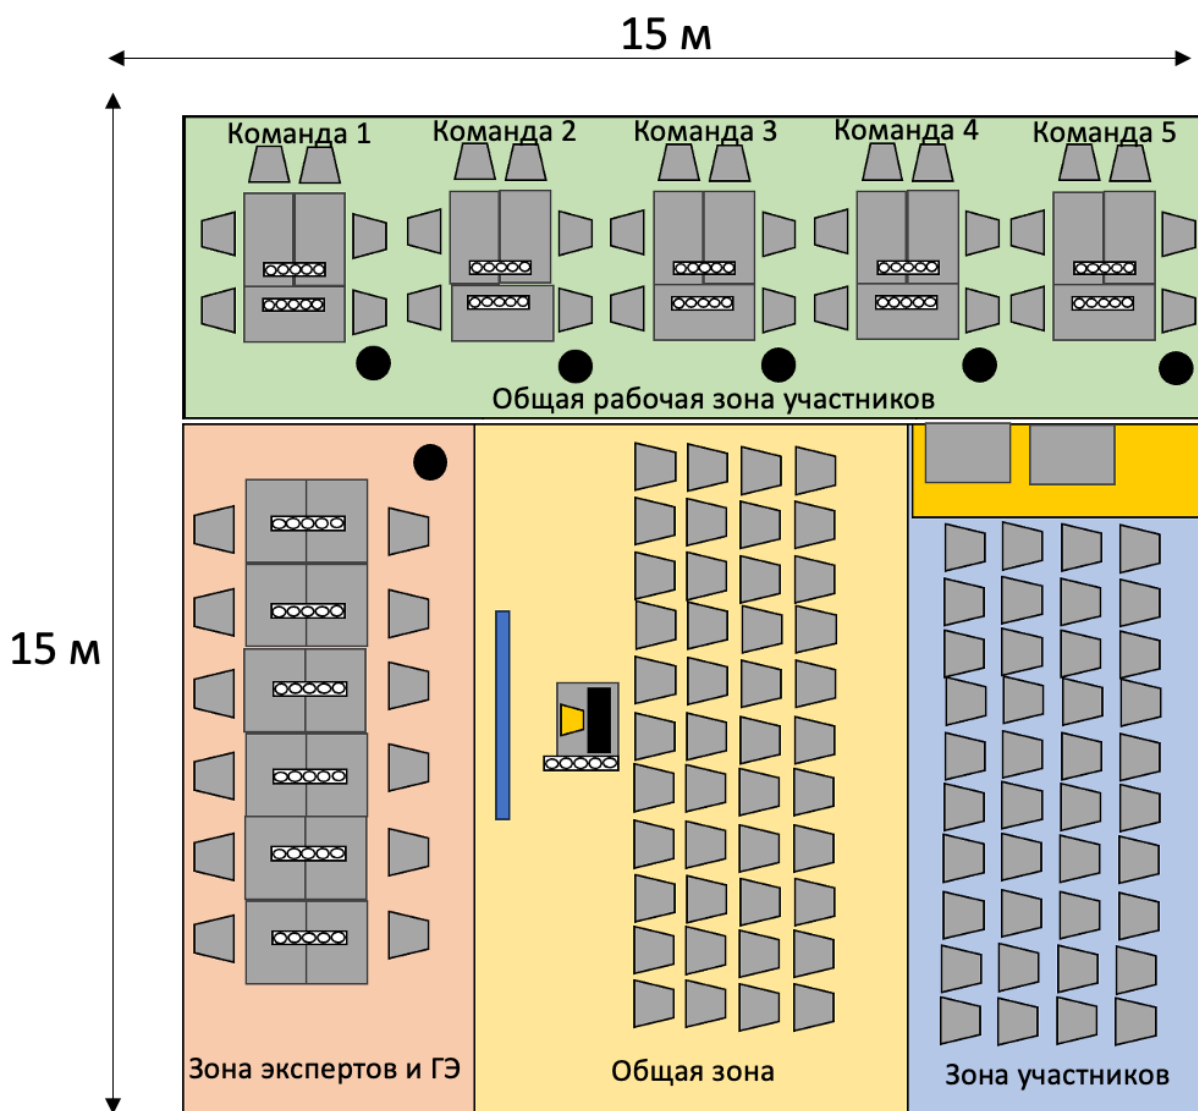 15 м
Команда 1
Команда 2
Команда 3
Команда 4
Команда 5
Общая рабочая зона участников
15 м
Зона экспертов и ГЭ
Общая зона
Зона участников